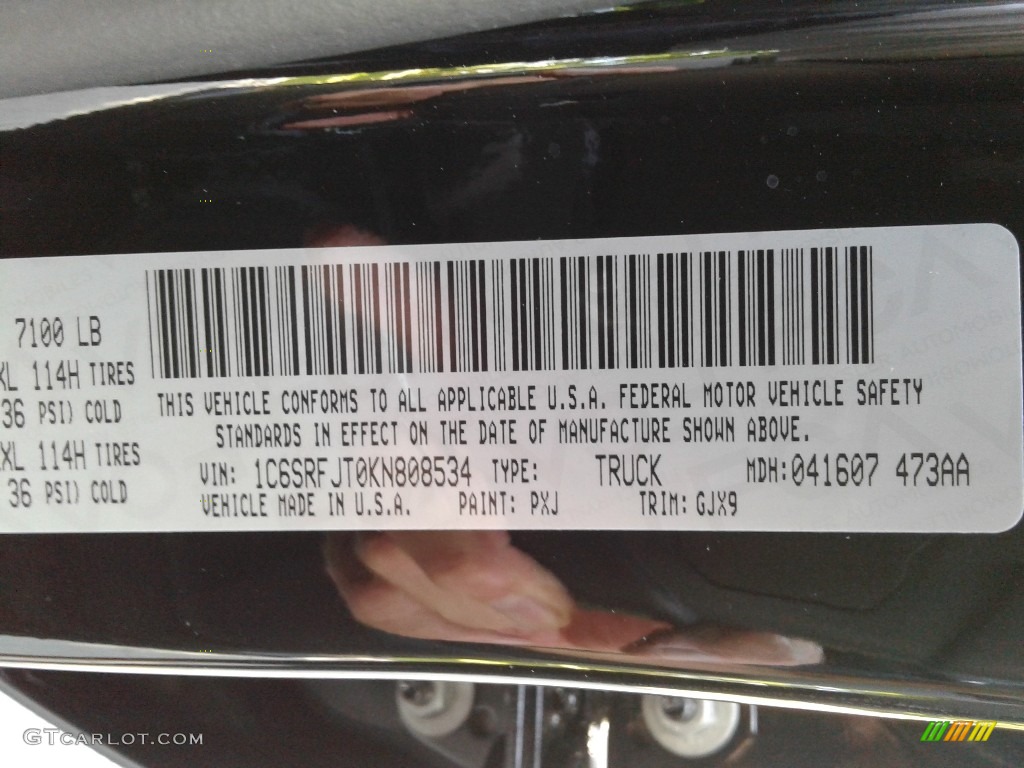 7100 LB
XL 114H TIRES
36 PSI) COLD
XL 114H TIRES
36 PSI) COLD
THIS VEHICLE CONFORMS TO ALL APPLICABLE U.S.A. FEDERAL MOTOR VEHICLE SAFETY
STANDARDS IN EFFECT ON THE DATE OF MANUFACTURE SHOWN ABOVE.
VIN: 1C6SRFJT0KN808534 TYPE: TRUCK MDH:041607 473AA
VEHICLE MADE IN U.S.A. PAINT: PXJ TRIM: GJX9
GTCARLOT.COM